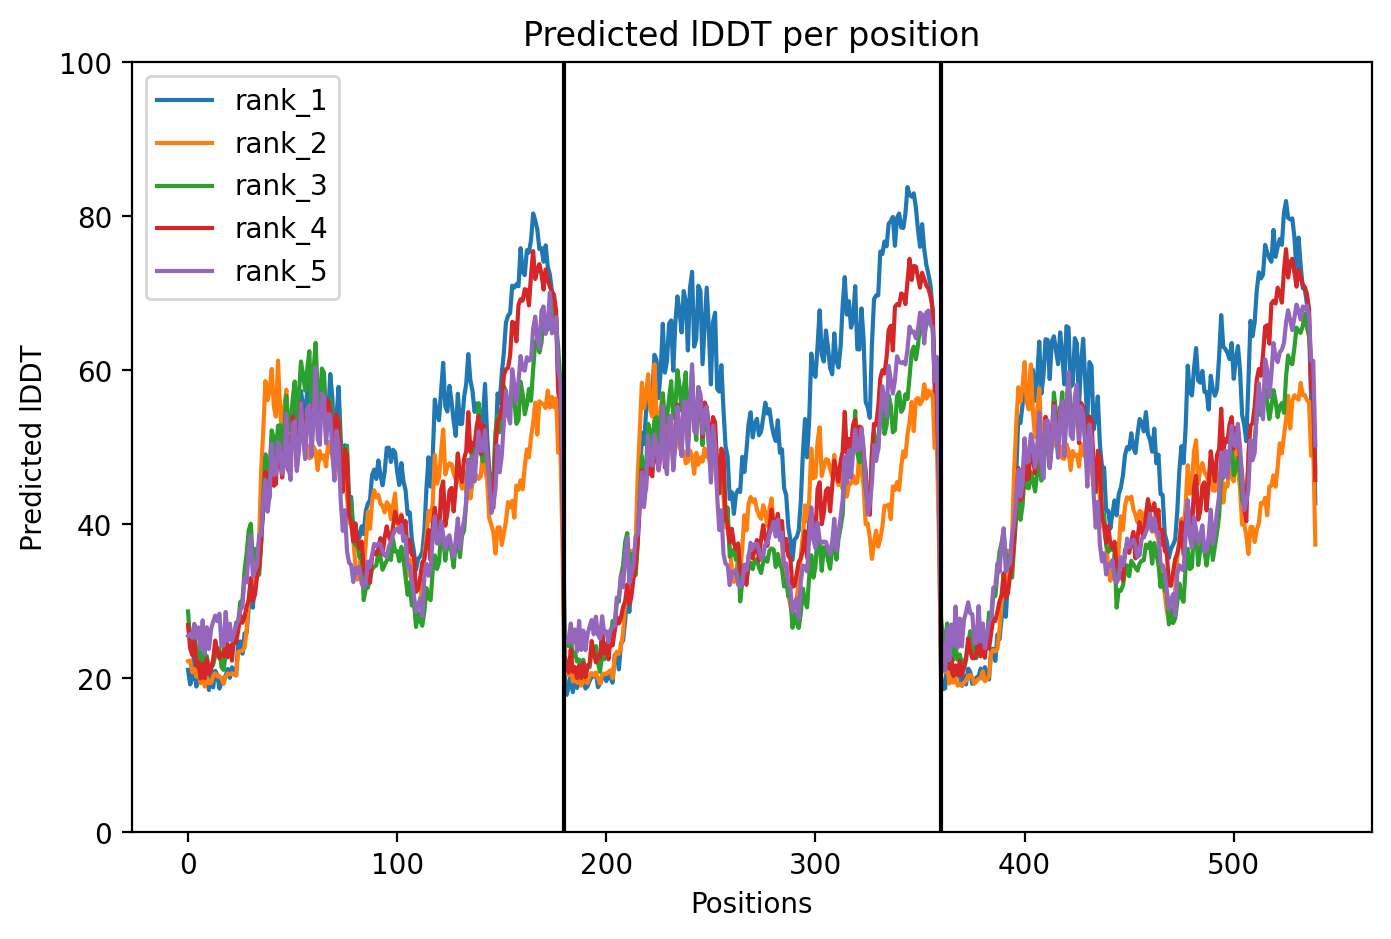 Predicted lDDT per position
100
80
60
40
20
0
Predicted lDDT
rank_1
rank_2
rank_3
rank_4
rank_5
0 100 200 300 400 500
Positions